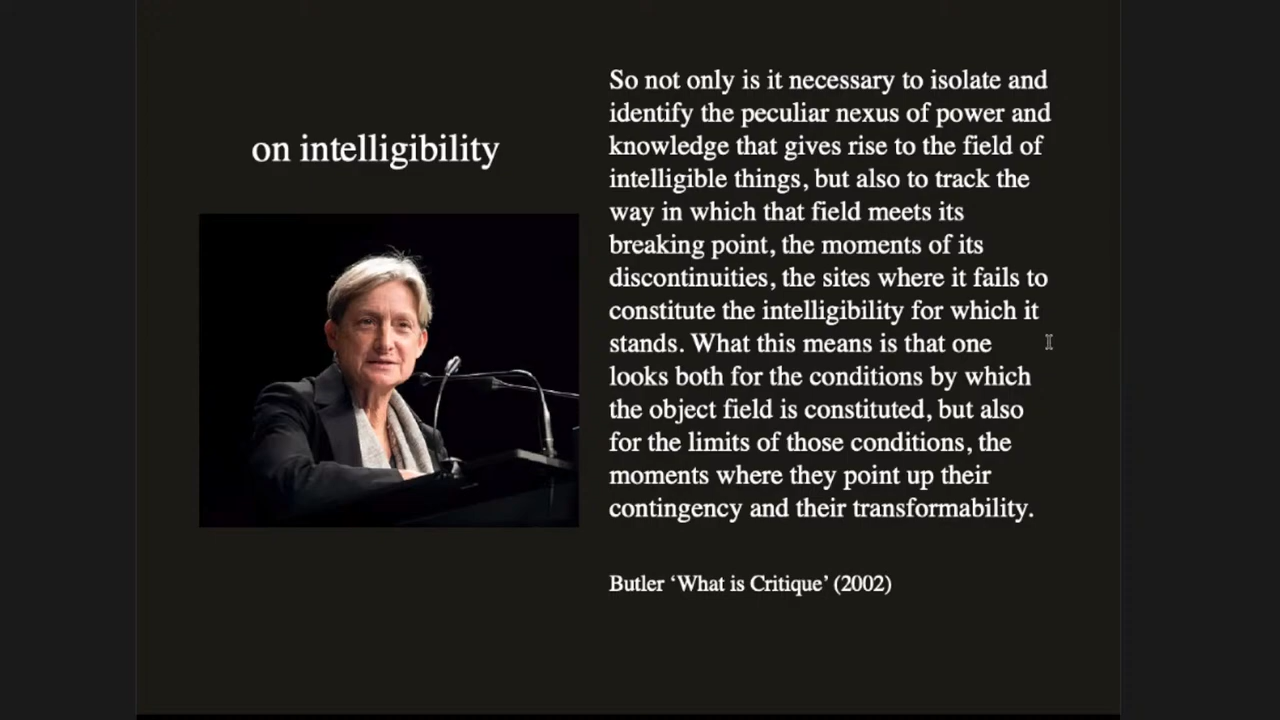 on intelligibility
So not only is it necessary to isolate and
identify the peculiar nexus of power and
knowledge that gives rise to the field of
intelligible things, but also to track the
way in which that field meets its
breaking point, the moments of its
discontinuities, the sites where it fails to
constitute the intelligibility for which it
stands. What this means is that one
looks both for the conditions by which
the object field is constituted, but also
for the limits of those conditions, the
moments where they point up their
contingency and their transformability.
Butler ‘What is Critique’ (2002)